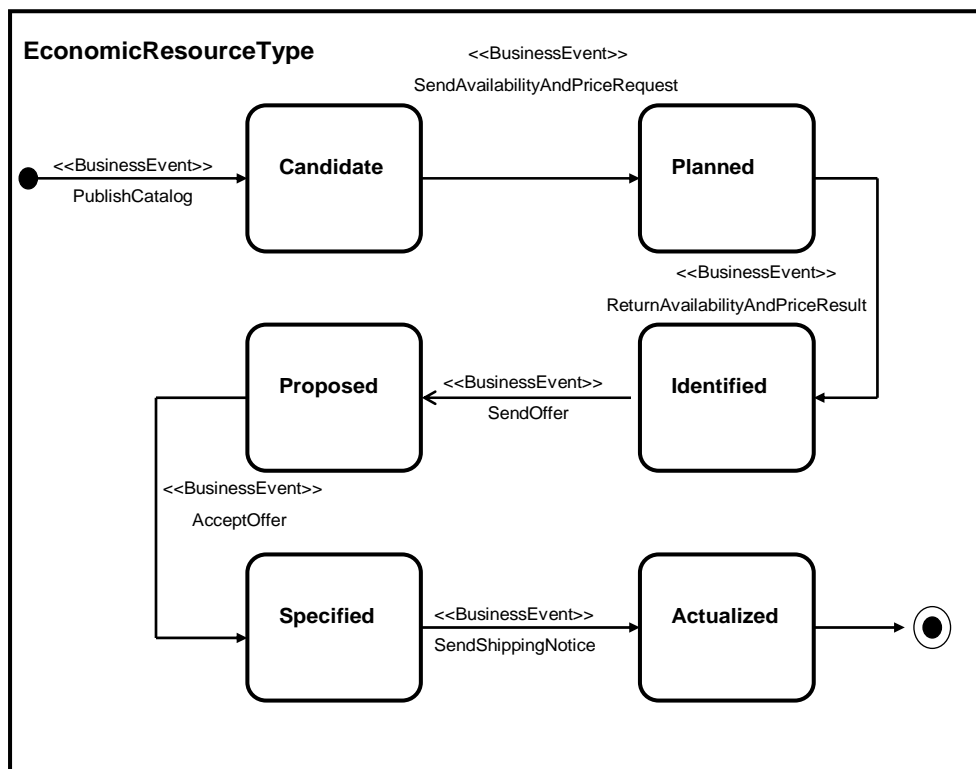 EconomicResourceType
<<BusinessEvent>>
SendAvailabilityAndPriceRequest
<<BusinessEvent>>
PublishCatalog
Candidate
Planned
<<BusinessEvent>>
ReturnAvailabilityAndPriceResult
Proposed
<<BusinessEvent>>
SendOffer
Identified
<<BusinessEvent>>
AcceptOffer
Specified
<<BusinessEvent>>
SendShippingNotice
Actualized